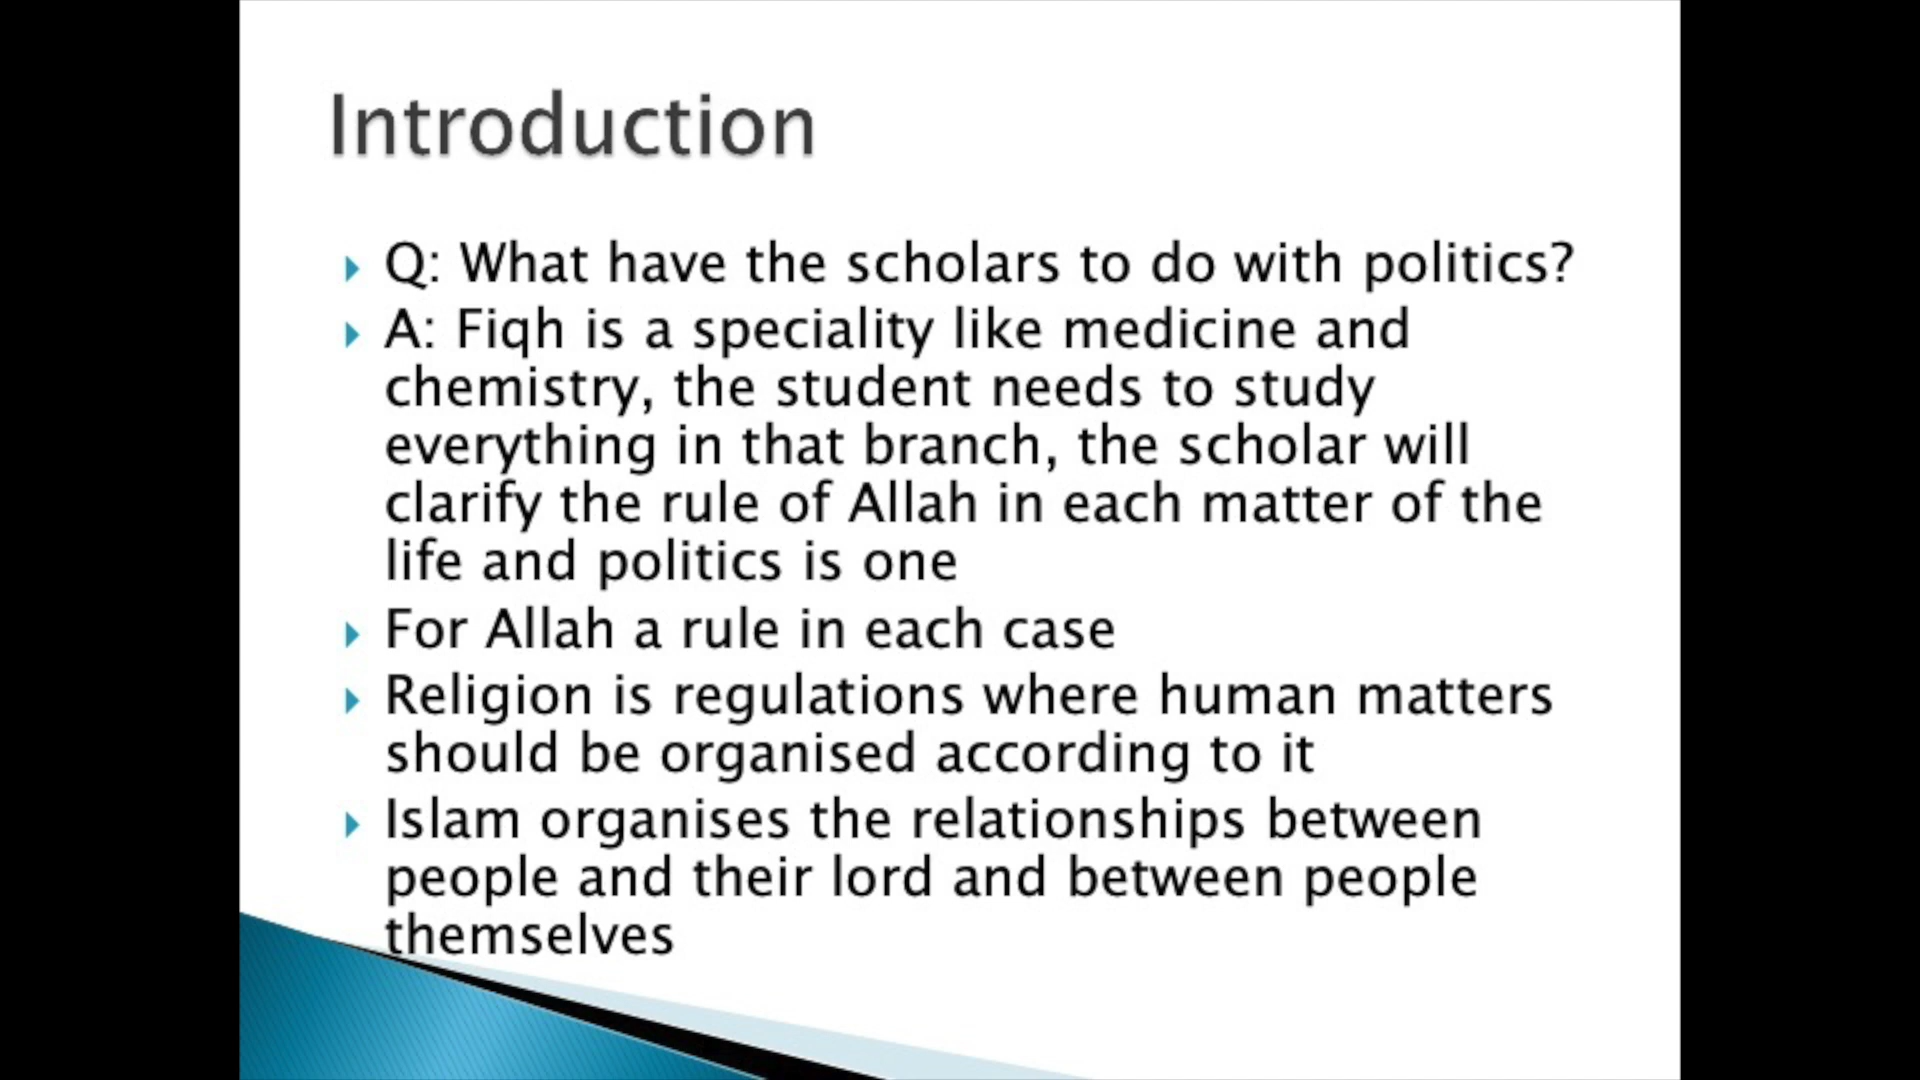 Introduction
Q: What have the scholars to do with politics?
A: Fiqh is a speciality like medicine and
chemistry, the student needs to study
everything in that branch, the scholar will
clarify the rule of Allah in each matter of the
life and politics is one
For Allah a rule in each case
Religion is regulations where human matters
should be organised according to it
Islam organises the relationships between
people and their lord and between people
themselves